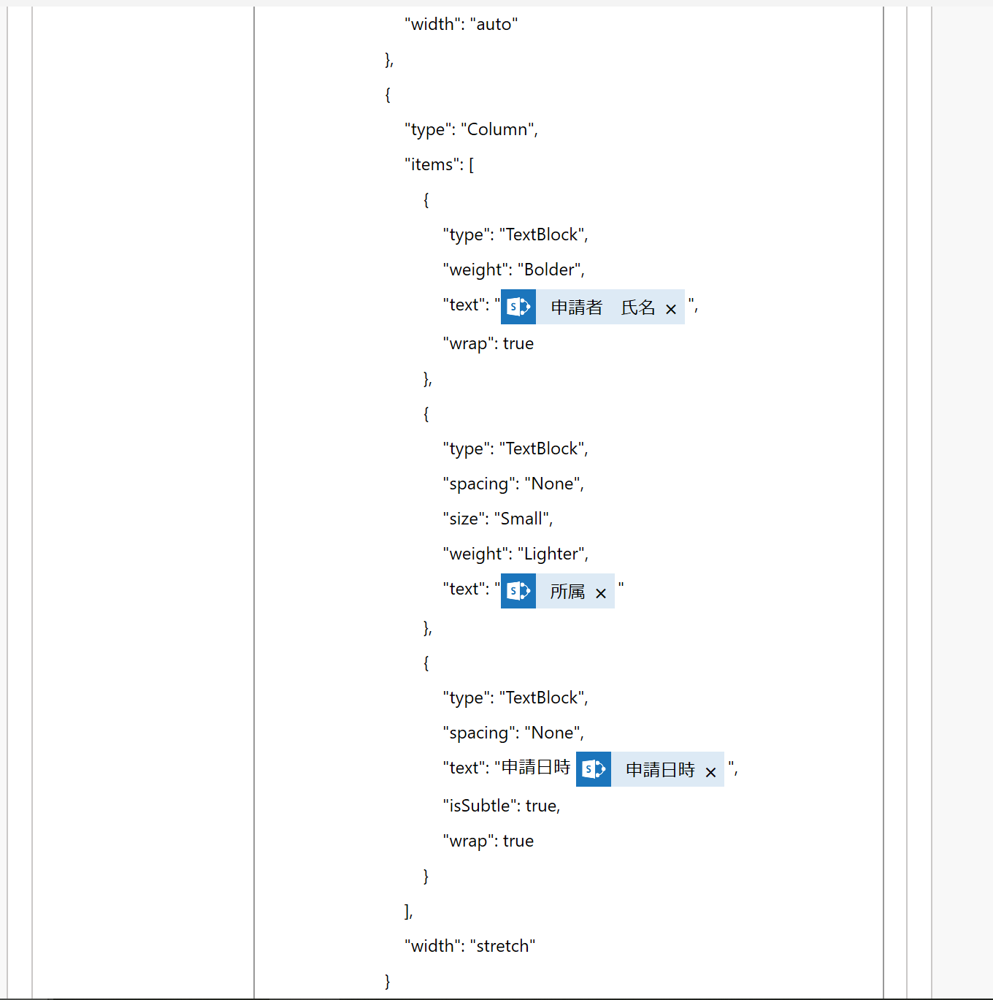 "width": "auto"
},
{
"type": "Column",
"items": [
{
"type": "TextBlock",
"weight": "Bolder",
"text": "S 申請者　氏名 × ",
"wrap": true
},
{
"type": "TextBlock",
"spacing": "None",
"size": "Small",
"weight": "Lighter",
"text": "S 所属 × "
},
{
"type": "TextBlock",
"spacing": "None",
"text": "申請日時 S 申請日時 × ",
"isSubtle": true,
"wrap": true
}
],
"width": "stretch"
}